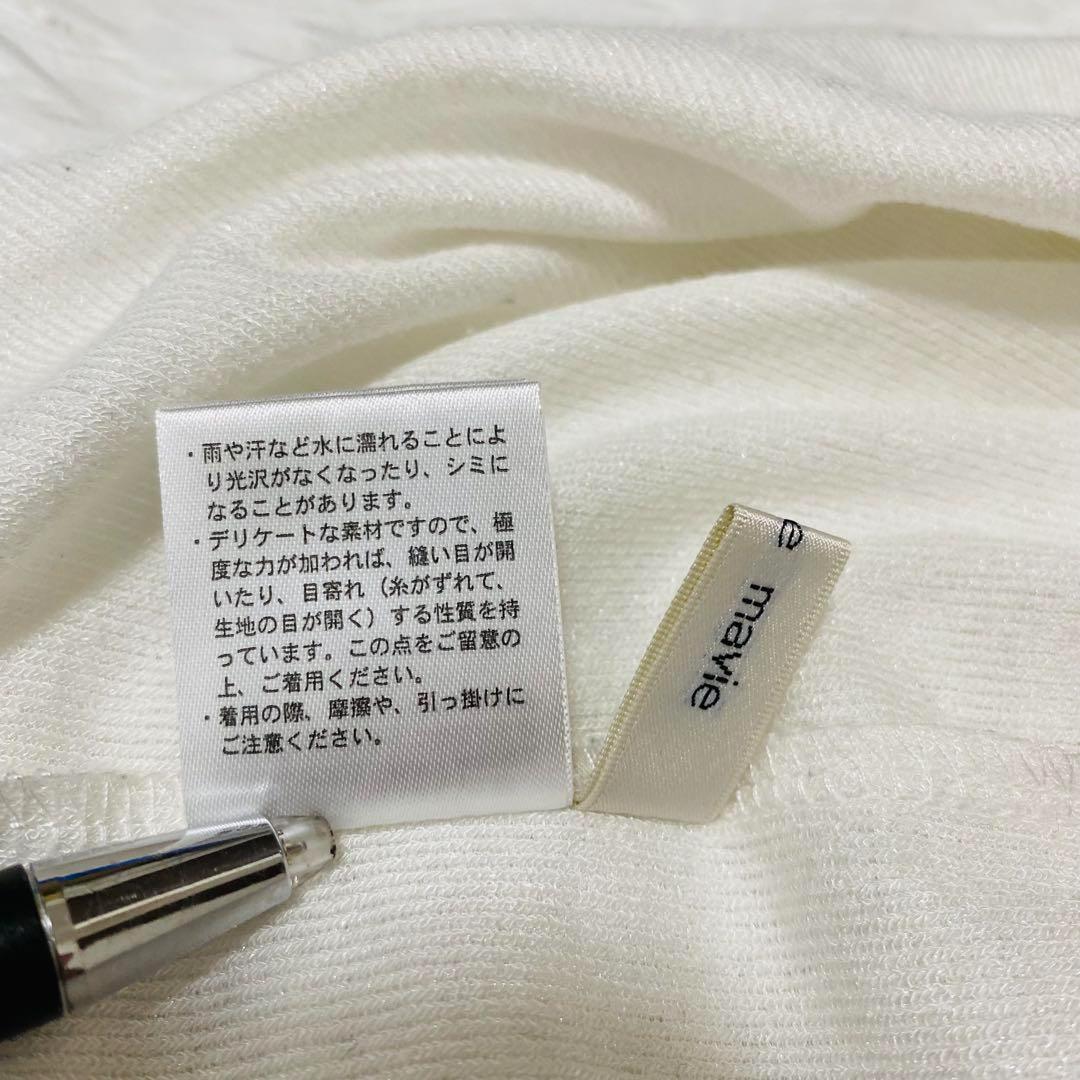 ・雨や汗など水に濡れることによ
り光沢がなくなったり、シミに
なることがあります。
・デリケートな素材ですので、極
度な力が加われば、縫い目が開
いたり、目寄れ（糸がずれて、
生地の目が開く）する性質を持
っています。この点をご留意の
上、ご着用ください。
・着用の際、摩擦や、引っ掛けに
ご注意ください。
e mavie